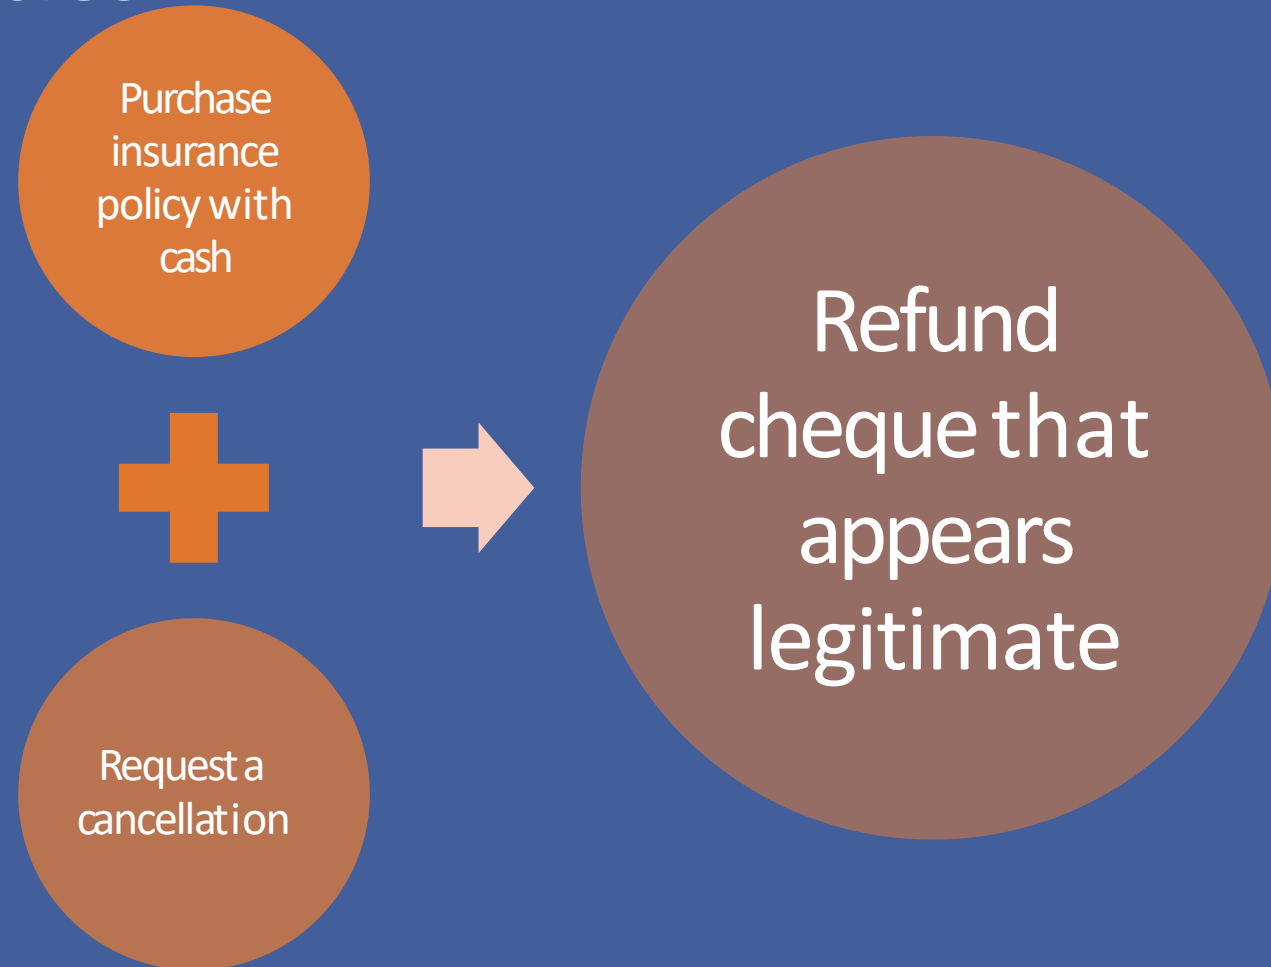 Purchase
insurance
policy with
cash
Request a
cancellation
Refund
cheque that
appears
legitimate